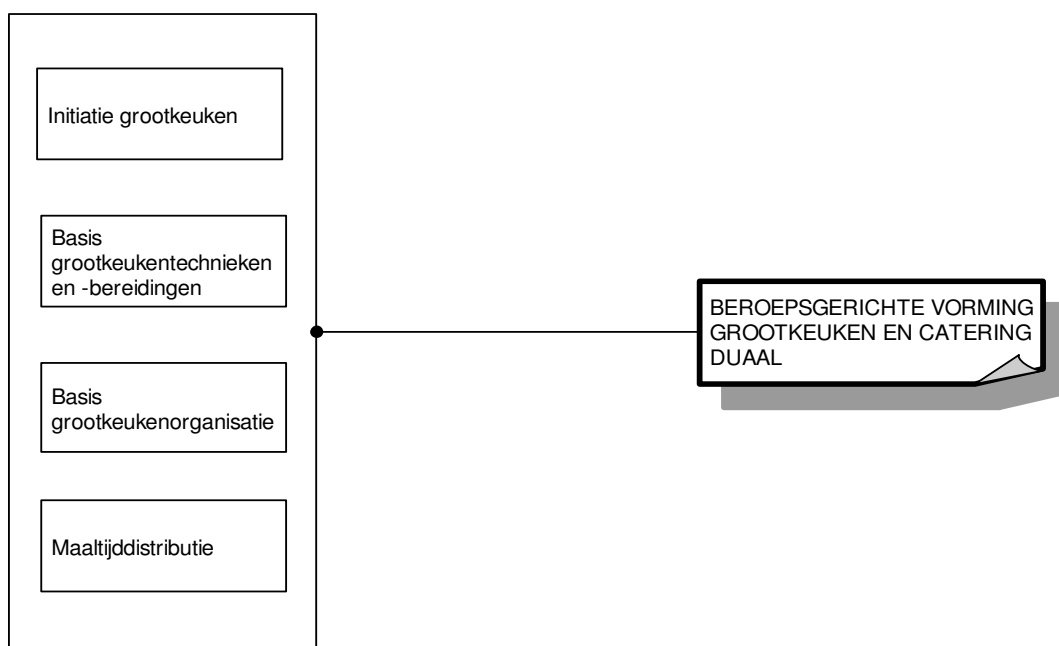 Initiatie grootkeuken
Basis
grootkeukentechnieken
en -bereidingen
Basis
grootkeukenorganisatie
Maaltijddistributie
BEROEPSGERICHTE VORMING
GROOTKEUKEN EN CATERING
DUAAL